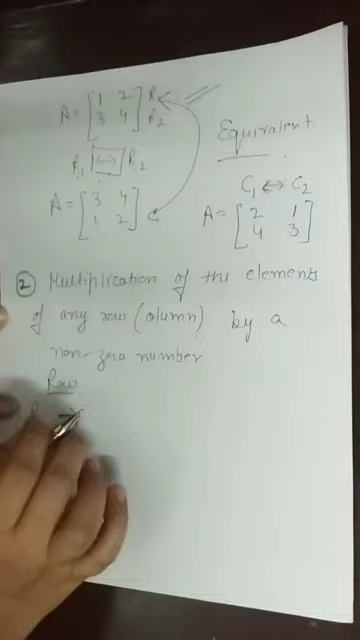 A = [1 2
3 4] R1
R2
R1 ↔ R2
A = [3 4
1 2]
Equivalent
C1 ↔ C2
A = [2 1
4 3]
② Multiplication of the elements
of any row (column) by a
non-zero number
Row